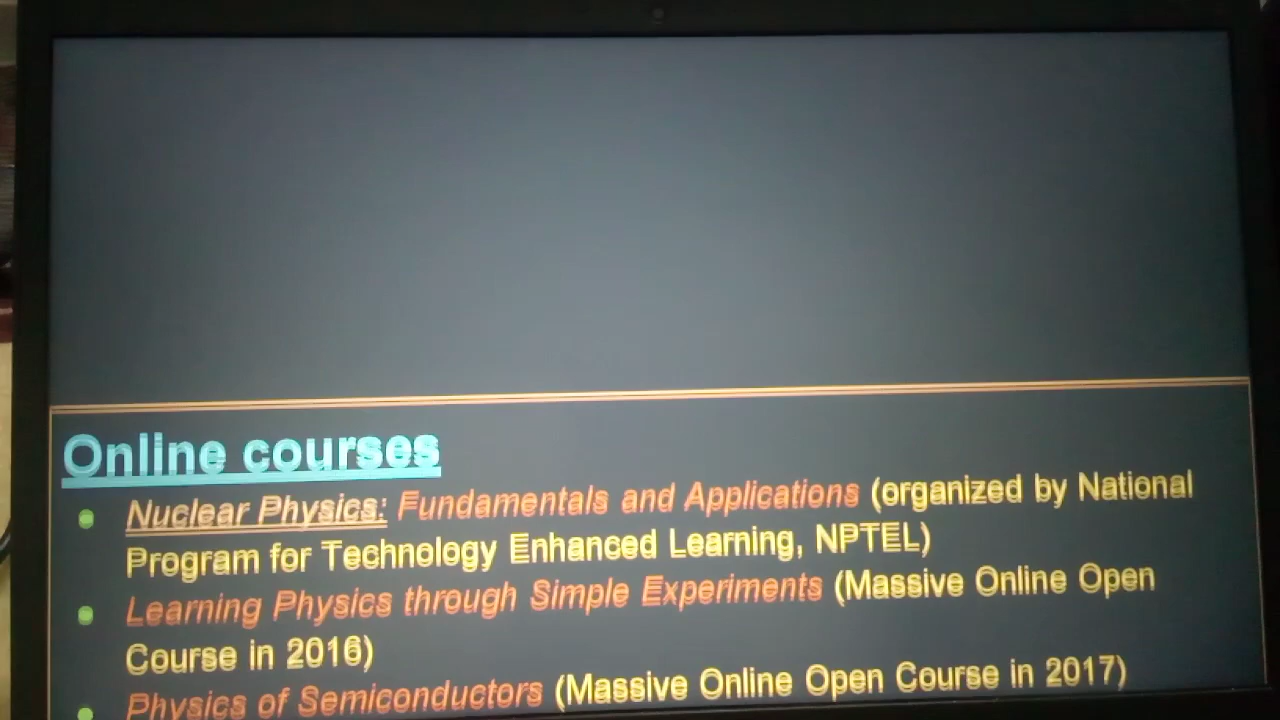 Online courses
Nuclear Physics: Fundamentals and Applications (organized by National
Program for Technology Enhanced Learning, NPTEL)
Learning Physics through Simple Experiments (Massive Online Open
Course in 2016)
Physics of Semiconductors (Massive Online Open Course in 2017)